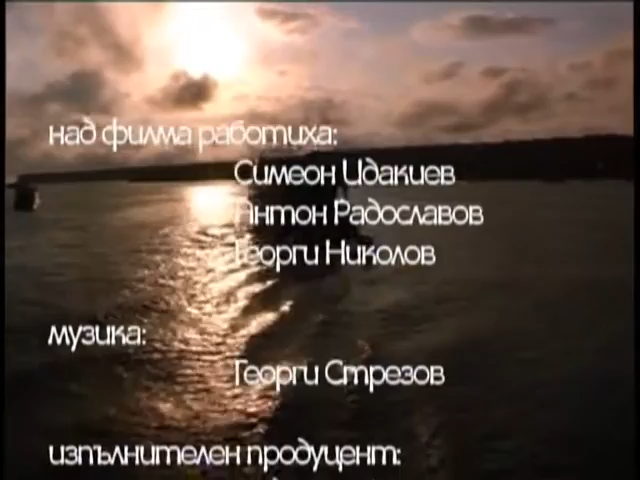 над филма работиха:
Симеон Идакиев
Антон Радославов
Георги Николов
музика:
Георги Стрезов
изпълнителен продуцент: